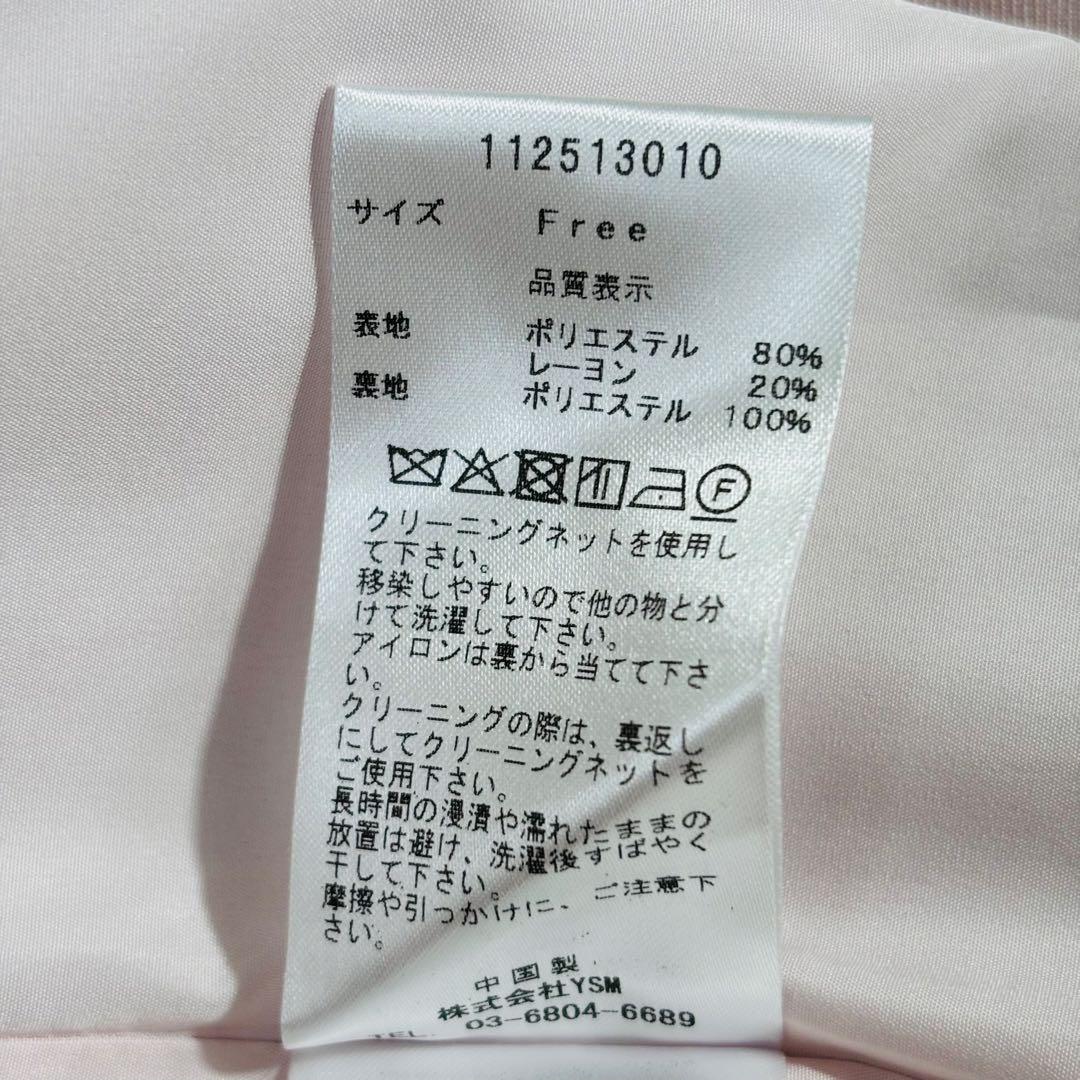 112513010
サイズ Free
品質表示
表地 ポリエステル 80%
レーヨン 20%
裏地 ポリエステル 100%
F
クリーニングネットを使用し
て下さい。
移染しやすいので他の物と分
けて洗濯して下さい。
アイロンは裏から当てて下さ
い。
クリーニングの際は、裏返し
にしてクリーニングネットを
ご使用下さい。
長時間の浸漬や濡れたままの
放置は避け、洗濯後すばやく
干して下さい。
摩擦や引っかけに、ご注意下
さい。
中国製
株式会社YSM
TEL. 03-6804-6689